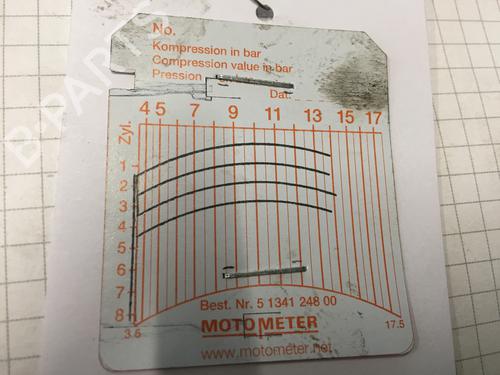 No.
Kompression in bar
Compression value in bar
Pression
Dat.
4 5 7 9 11 13 15 17
Zyl.
1
2
3
4
5
6
7
8
3.5 17.5
Best. Nr. 5 1341 248 00
MOTOMETER
www.motometer.net
B-PARTS